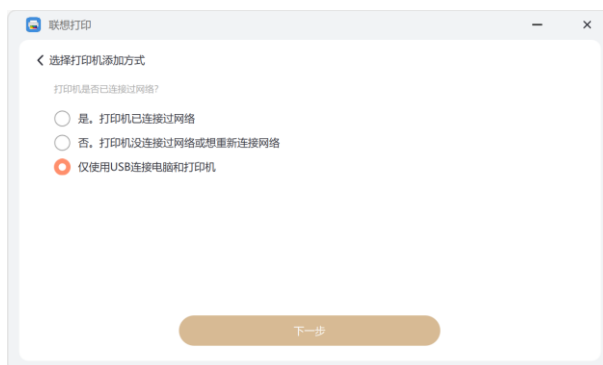 联想打印
选择打印机添加方式
打印机是否已连接过网络?
是。打印机已连接过网络
否。打印机没连接过网络或想重新连接网络
仅使用USB连接电脑和打印机
下一步